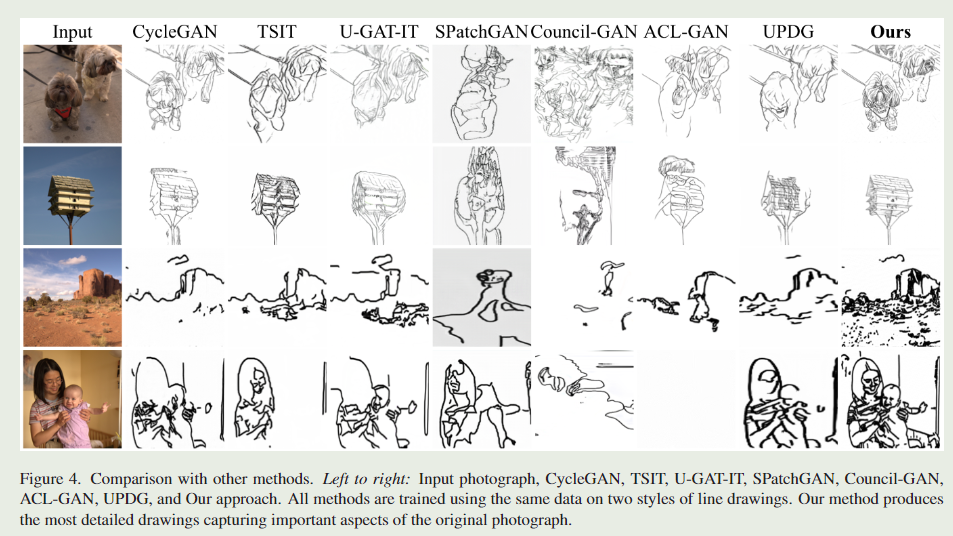 Input CycleGAN TSIT U-GAT-IT SPatchGAN Council-GAN ACL-GAN UPDG Ours
Figure 4. Comparison with other methods. Left to right: Input photograph, CycleGAN, TSIT, U-GAT-IT, SPatchGAN, Council-GAN,
ACL-GAN, UPDG, and Our approach. All methods are trained using the same data on two styles of line drawings. Our method produces
the most detailed drawings capturing important aspects of the original photograph.